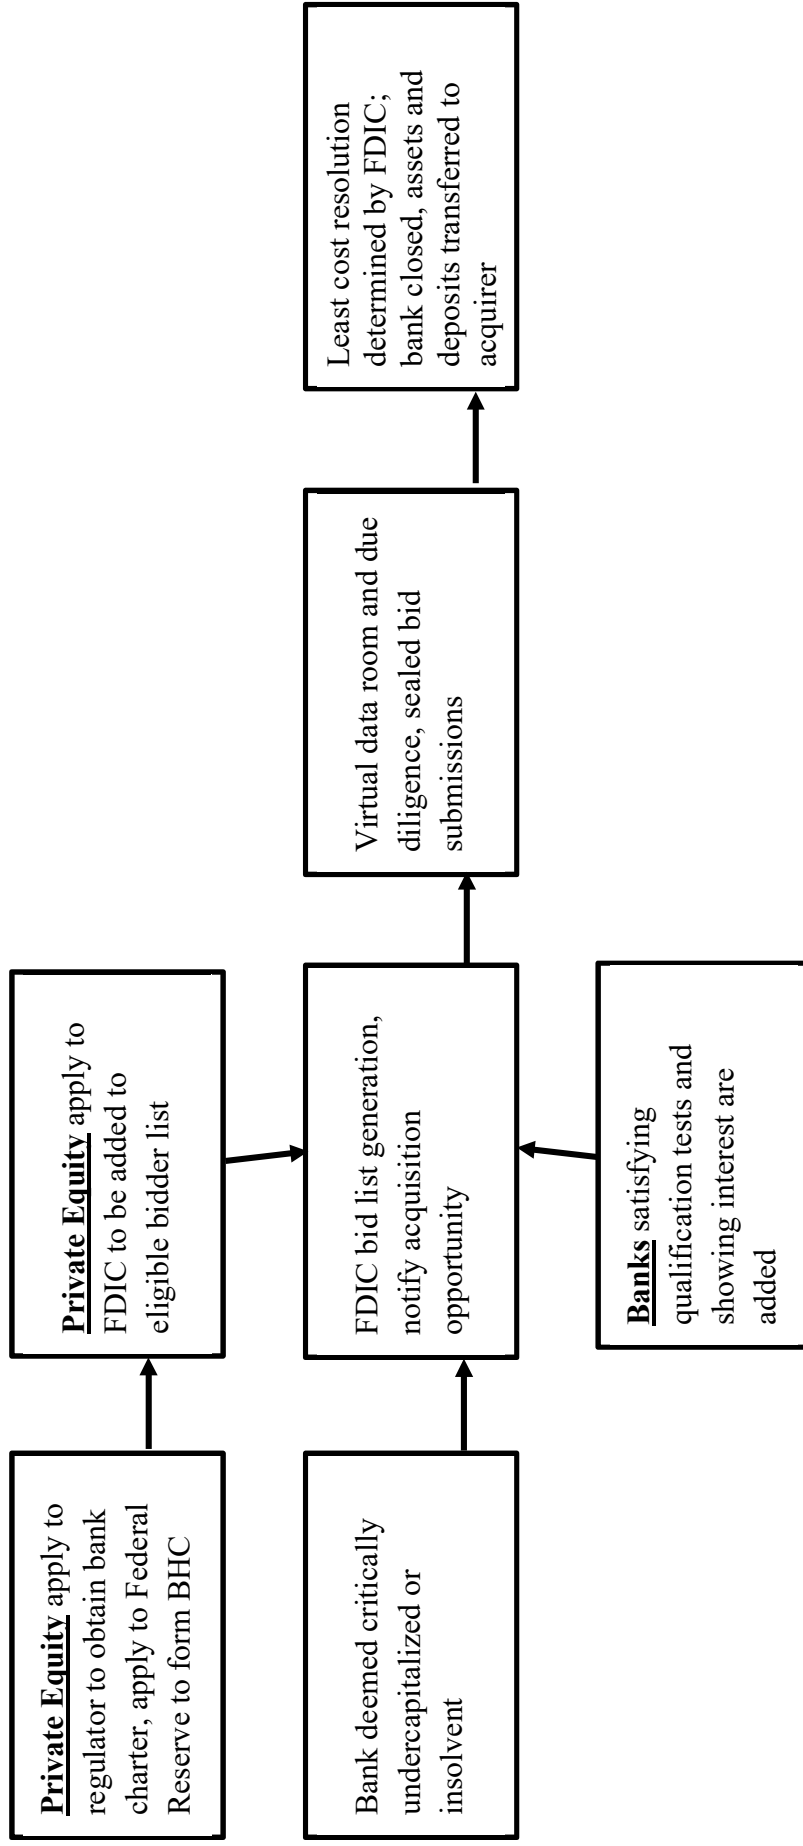 Private Equity apply to
regulator to obtain bank
charter, apply to Federal
Reserve to form BHC
Private Equity apply to
FDIC to be added to
eligible bidder list
Bank deemed critically
undercapitalized or
insolvent
FDIC bid list generation,
notify acquisition
opportunity
Virtual data room and due
diligence, sealed bid
submissions
Least cost resolution
determined by FDIC;
bank closed, assets and
deposits transferred to
acquirer
Banks satisfying
qualification tests and
showing interest are
added